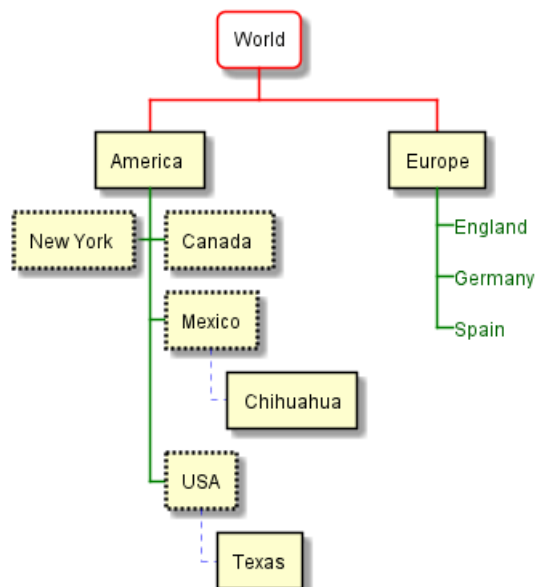 World
America
Europe
New York
Canada
England
Germany
Mexico
Spain
Chihuahua
USA
Texas